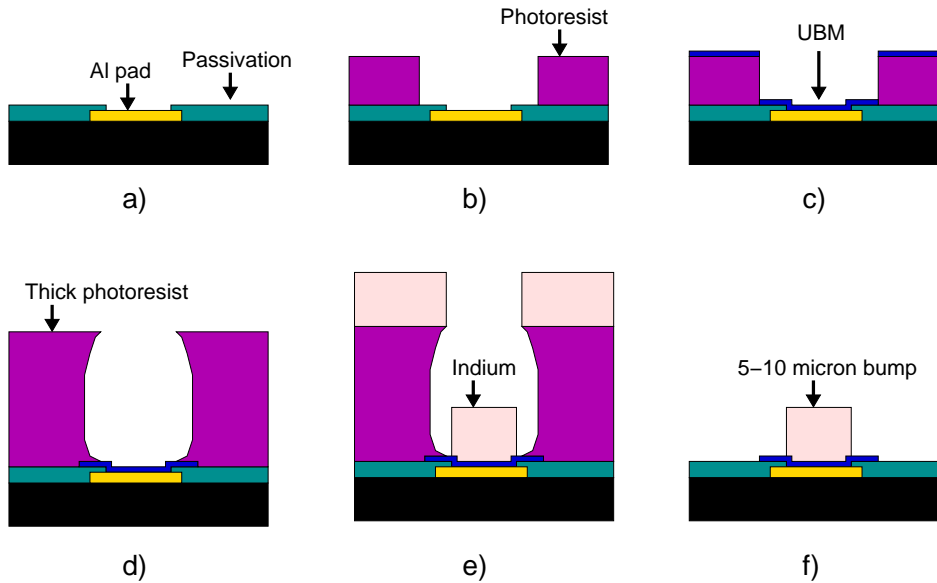 Al pad
Passivation
a)
Photoresist
b)
UBM
c)
Thick photoresist
d)
Indium
e)
5−10 micron bump
f)